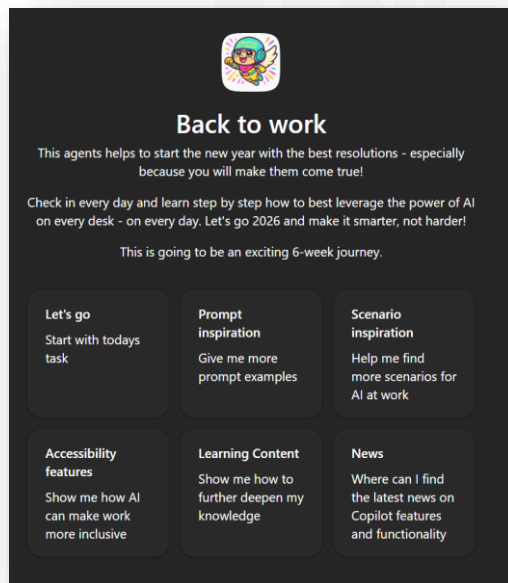 Back to work
This agents helps to start the new year with the best resolutions - especially
because you will make them come true!
Check in every day and learn step by step how to best leverage the power of AI
on every desk - on every day. Let's go 2026 and make it smarter, not harder!
This is going to be an exciting 6-week journey.
Let's go
Start with todays
task
Prompt
inspiration
Give me more
prompt examples
Scenario
inspiration
Help me find
more scenarios for
AI at work
Accessibility
features
Show me how AI
can make work
more inclusive
Learning Content
Show me how to
further deepen my
knowledge
News
Where can I find
the latest news on
Copilot features
and functionality